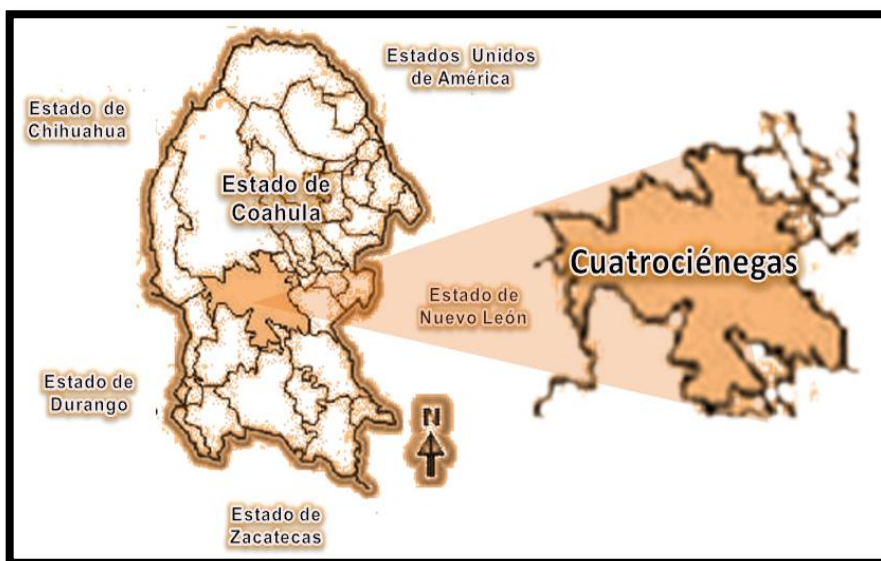 Estados Unidos
de América
Estado de
Chihuahua
Estado de
Coahula
Cuatrociénegas
Estado de
Nuevo León
Estado de
Durango
N
Estado de
Zacatecas